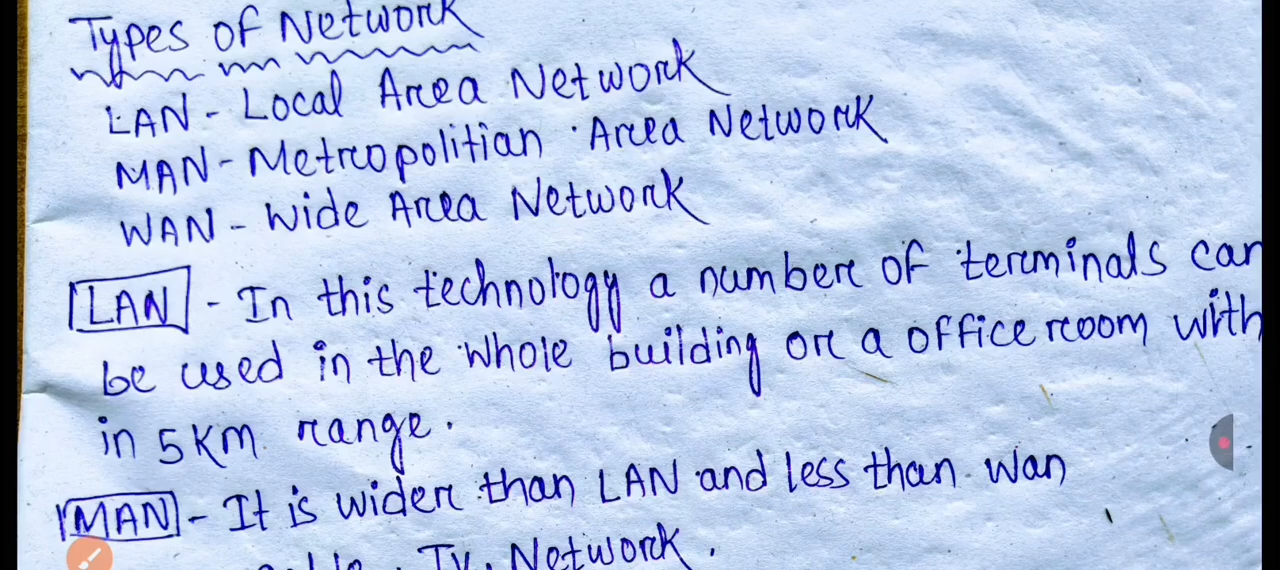 Types of Network
LAN - Local Area Network
MAN - Metropolitian Area Network
WAN - Wide Area Network
LAN - In this technology a number of terminals can
be used in the whole building or a office room with
in 5 KM range.
MAN - It is wider than LAN and less than Wan
Tv. Network.